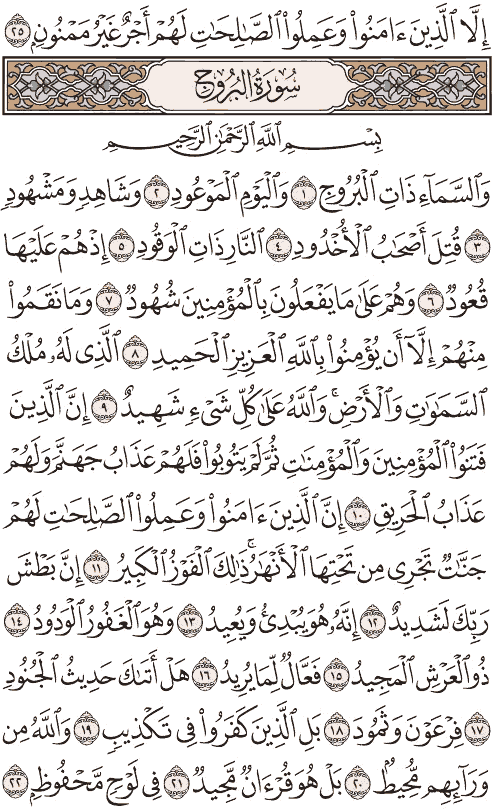 إِلَّا ٱلَّذِينَ ءَامَنُوا۟ وَعَمِلُوا۟ ٱلصَّـٰلِحَـٰتِ لَهُمْ أَجْرٌ غَيْرُ مَمْنُونٍۭ ٢٥
سُورَةُ الْبُرُوجِ
بِسْمِ ٱللَّهِ ٱلرَّحْمَـٰنِ ٱلرَّحِيمِ
وَٱلسَّمَآءِ ذَاتِ ٱلْبُرُوجِ ١ وَٱلْيَوْمِ ٱلْمَوْعُودِ ٢ وَشَاهِدٍ وَمَشْهُودٍ
٣ قُتِلَ أَصْحَـٰبُ ٱلْأُخْدُودِ ٤ ٱلنَّارِ ذَاتِ ٱلْوَقُودِ ٥ إِذْ هُمْ عَلَيْهَا
قُعُودٌ ٦ وَهُمْ عَلَىٰ مَا يَفْعَلُونَ بِٱلْمُؤْمِنِينَ شُهُودٌ ٧ وَمَا نَقَمُوا۟
مِنْهُمْ إِلَّآ أَن يُؤْمِنُوا۟ بِٱللَّهِ ٱلْعَزِيزِ ٱلْحَمِيدِ ٨ ٱلَّذِى لَهُۥ مُلْكُ
ٱلسَّمَـٰوَٰتِ وَٱلْأَرْضِ ۚ وَٱللَّهُ عَلَىٰ كُلِّ شَىْءٍ شَهِيدٌ ٩ إِنَّ ٱلَّذِينَ
فَتَنُوا۟ ٱلْمُؤْمِنِينَ وَٱلْمُؤْمِنَـٰتِ ثُمَّ لَمْ يَتُوبُوا۟ فَلَهُمْ عَذَابُ جَهَنَّمَ وَلَهُمْ
عَذَابُ ٱلْحَرِيقِ ١٠ إِنَّ ٱلَّذِينَ ءَامَنُوا۟ وَعَمِلُوا۟ ٱلصَّـٰلِحَـٰتِ لَهُمْ
جَنَّـٰتٌ تَجْرِى مِن تَحْتِهَا ٱلْأَنْهَـٰرُ ۚ ذَٰلِكَ ٱلْفَوْزُ ٱلْكَبِيرُ ١١ إِنَّ بَطْشَ
رَبِّكَ لَشَدِيدٌ ١٢ إِنَّهُۥ هُوَ يُبْدِئُ وَيُعِيدُ ١٣ وَهُوَ ٱلْغَفُورُ ٱلْوَدُودُ ١٤
ذُو ٱلْعَرْشِ ٱلْمَجِيدُ ١٥ فَعَّالٌ لِّمَا يُرِيدُ ١٦ هَلْ أَتَىٰكَ حَدِيثُ ٱلْجُنُودِ
١٧ فِرْعَوْنَ وَثَمُودَ ١٨ بَلِ ٱلَّذِينَ كَفَرُوا۟ فِى تَكْذِيبٍ ١٩ وَٱللَّهُ مِن
وَرَآئِهِم مُّحِيطٌۢ ٢٠ بَلْ هُوَ قُرْءَانٌ مَّجِيدٌ ٢١ فِى لَوْحٍ مَّحْفُوظٍۭ ٢٢